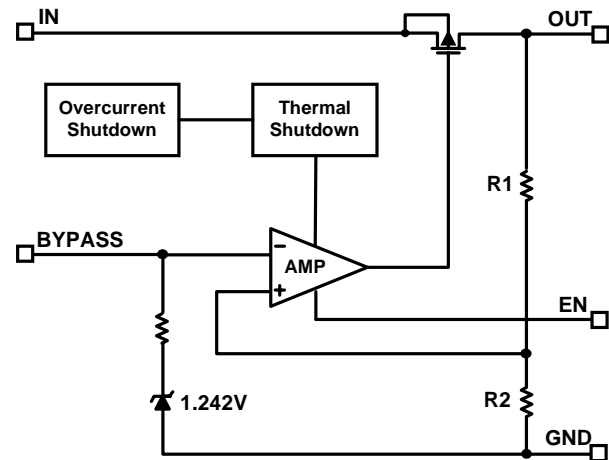 IN
OUT
Overcurrent
Shutdown
Thermal
Shutdown
R1
BYPASS
−
AMP
+
EN
1.242V
R2
GND